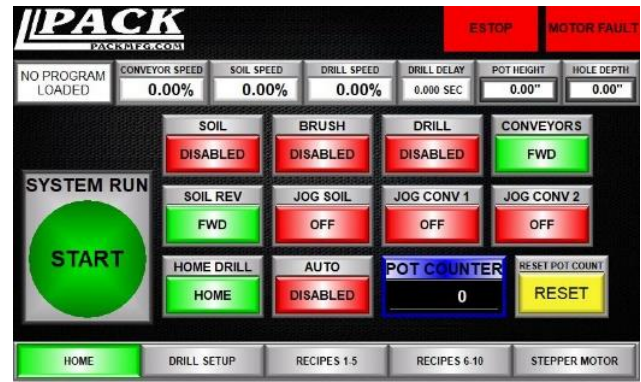 PACK
PACKMFG.COM
ESTOP
MOTOR FAULT
NO PROGRAM
LOADED
CONVEYOR SPEED
0.00%
SOIL SPEED
0.00%
DRILL SPEED
0.00%
DRILL DELAY
0.000 SEC
POT HEIGHT
0.00"
HOLE DEPTH
0.00"
SOIL
DISABLED
BRUSH
DISABLED
DRILL
DISABLED
CONVEYORS
FWD
SYSTEM RUN
START
SOIL REV
FWD
JOG SOIL
OFF
JOG CONV 1
OFF
JOG CONV 2
OFF
HOME DRILL
HOME
AUTO
DISABLED
POT COUNTER
0
RESET POT COUNT
RESET
HOME
DRILL SETUP
RECIPES 1-5
RECIPES 6-10
STEPPER MOTOR